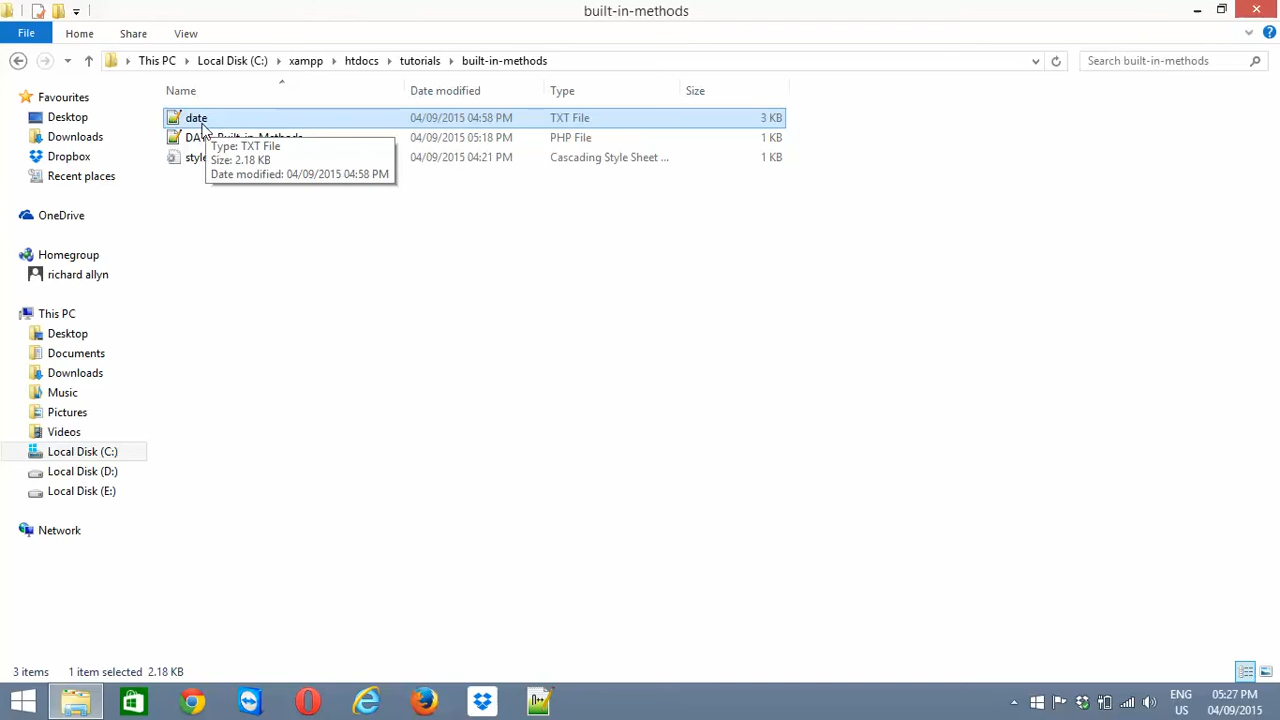 built-in-methods
File Home Share View
This PC Local Disk (C:) xampp htdocs tutorials built-in-methods
Search built-in-methods
Name Date modified Type Size
date 04/09/2015 04:58 PM TXT File 3 KB
04/09/2015 05:18 PM PHP File 1 KB
style 04/09/2015 04:21 PM Cascading Style Sheet ... 1 KB
Type: TXT File
Size: 2.18 KB
Date modified: 04/09/2015 04:58 PM
Favourites
Desktop
Downloads
Dropbox
Recent places
OneDrive
Homegroup
richard allyn
This PC
Desktop
Documents
Downloads
Music
Pictures
Videos
Local Disk (C:)
Local Disk (D:)
Local Disk (E:)
Network
3 items 1 item selected 2.18 KB
ENG 05:27 PM
US 04/09/2015